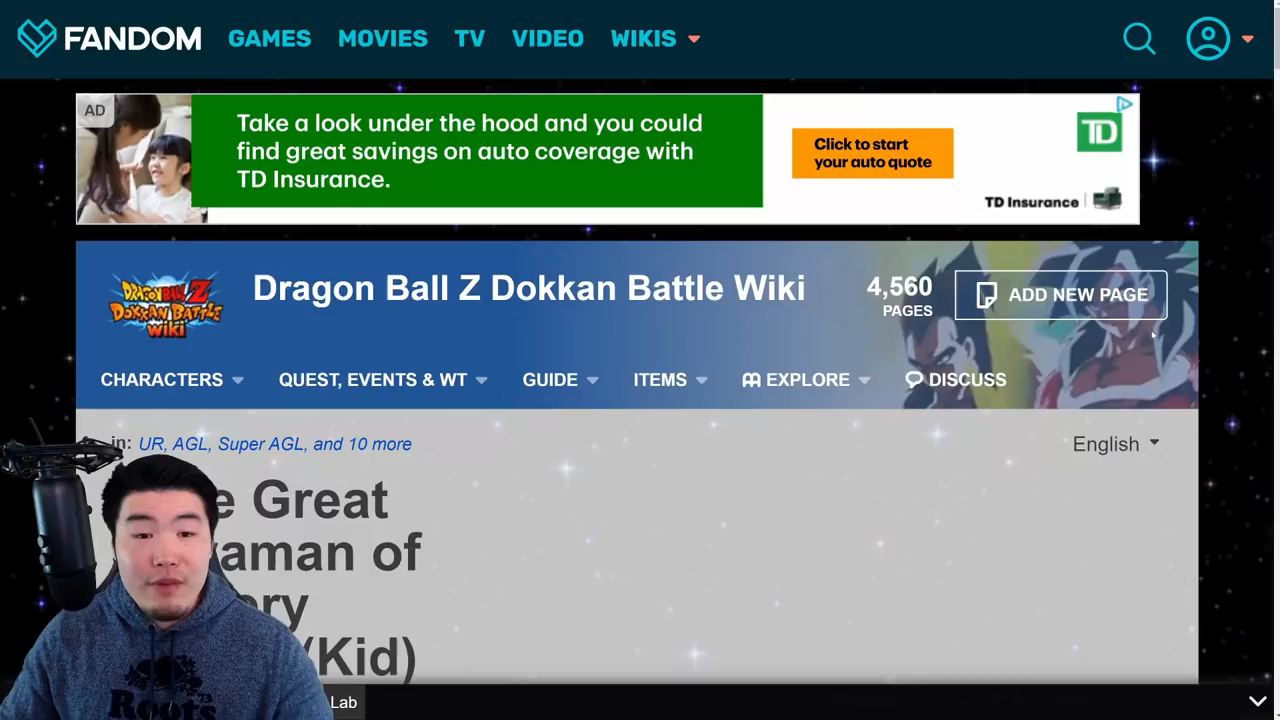 FANDOM GAMES MOVIES TV VIDEO WIKIS
AD
Take a look under the hood and you could
find great savings on auto coverage with
TD Insurance.
Click to start
your auto quote
TD
TD Insurance
Dragon Ball Z Dokkan Battle Wiki
4,560
PAGES
ADD NEW PAGE
DRAGON BALL Z
DOKKAN BATTLE
WIKI
CHARACTERS QUEST, EVENTS & WT GUIDE ITEMS EXPLORE DISCUSS
in: UR, AGL, Super AGL, and 10 more
English
Great
of
(Kid)
Lab
Roots
73